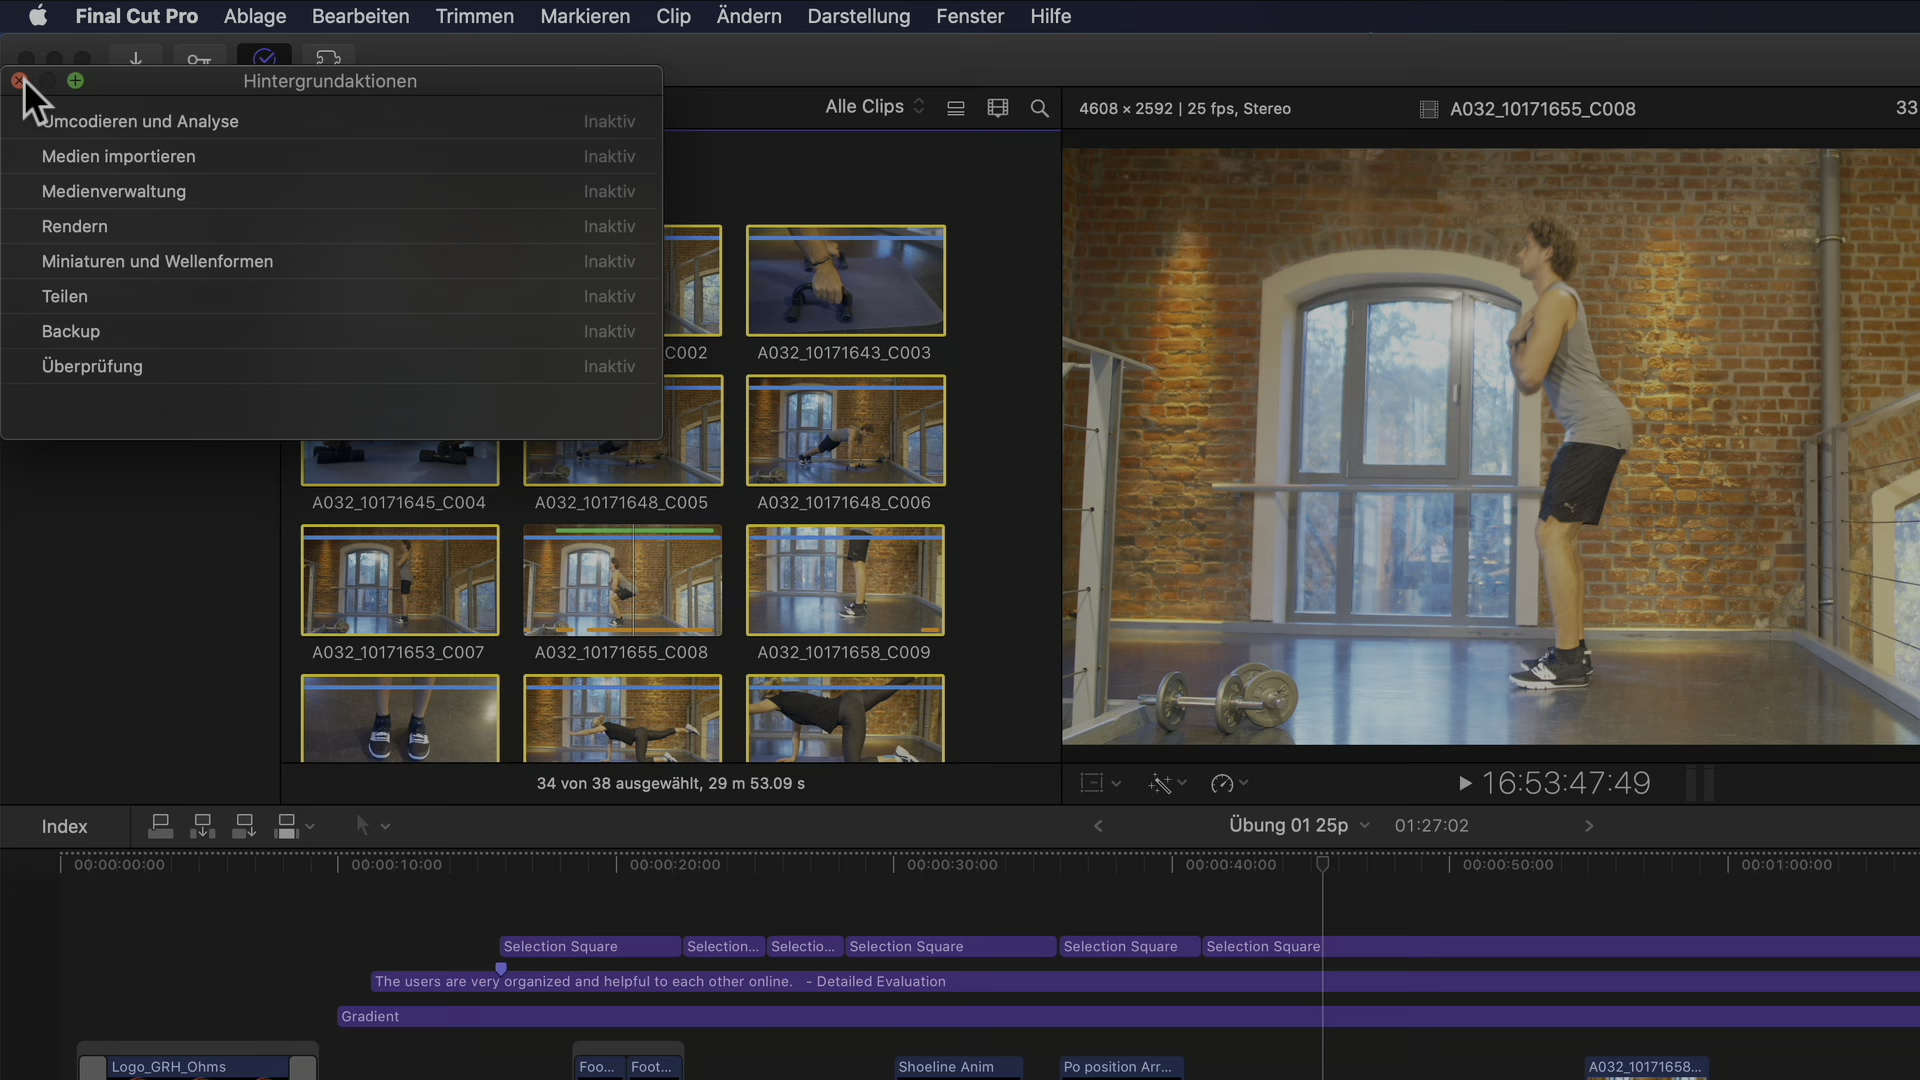 Final Cut Pro Ablage Bearbeiten Trimmen Markieren Clip Ändern Darstellung Fenster Hilfe
Hintergrundaktionen
Umcodieren und Analyse Inaktiv
Medien importieren Inaktiv
Medienverwaltung Inaktiv
Rendern Inaktiv
Miniaturen und Wellenformen Inaktiv
Teilen Inaktiv
Backup Inaktiv
Überprüfung Inaktiv
Alle Clips
4608 × 2592 | 25 fps, Stereo A032_10171655_C008 33
C002 A032_10171643_C003
A032_10171645_C004 A032_10171648_C005 A032_10171648_C006
A032_10171653_C007 A032_10171655_C008 A032_10171658_C009
34 von 38 ausgewählt, 29 m 53.09 s
16:53:47:49
Index Übung 01 25p 01:27:02
00:00:00:00 00:00:10:00 00:00:20:00 00:00:30:00 00:00:40:00 00:00:50:00 00:01:00:00
Selection Square Selection... Selectio... Selection Square Selection Square Selection Square
The users are very organized and helpful to each other online. - Detailed Evaluation
Gradient
Logo_GRH_Ohms Foo... Foot... Shoeline Anim Po position Arr... A032_10171658...